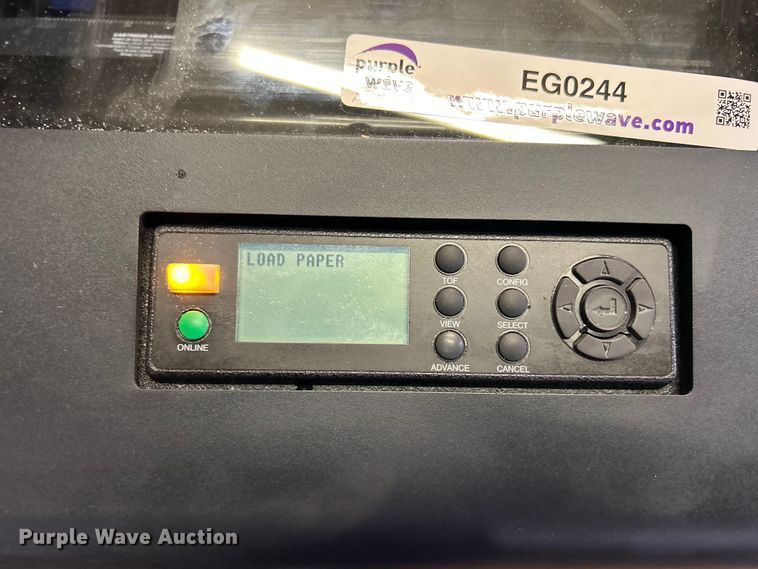 purple
wave
EG0244
www.purplewave.com
LOAD PAPER
TOF
CONFIG
VIEW
SELECT
ONLINE
ADVANCE
CANCEL
Purple Wave Auction